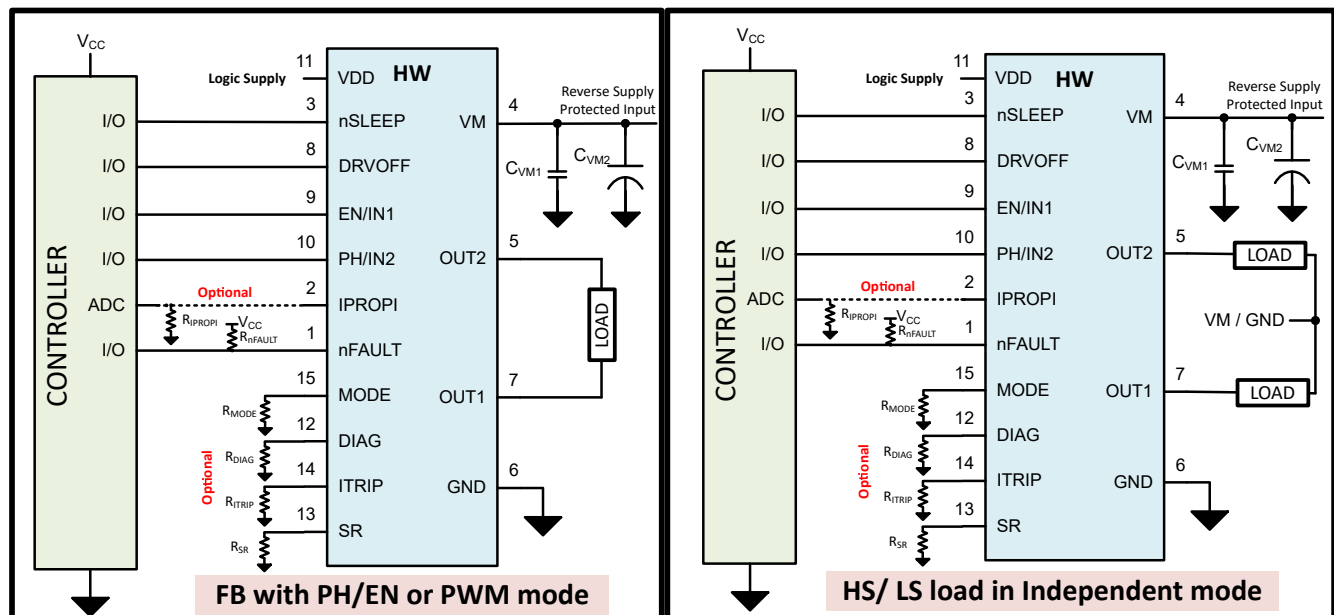 VCC
11
VDD
HW
Logic Supply
3
I/O
nSLEEP
4
VM
Reverse Supply
Protected Input
8
I/O
DRVOFF
CVM1
CVM2
9
I/O
EN/IN1
10
I/O
PH/IN2
5
OUT2
Optional
2
ADC
IPROPI
RIPROPI
VCC
RnFAULT
1
I/O
nFAULT
LOAD
CONTROLLER
15
MODE
RMODE
7
OUT1
12
DIAG
RDIAG
Optional
14
ITRIP
RITRIP
6
GND
13
SR
RSR
FB with PH/EN or PWM mode
VCC
11
VDD
HW
Logic Supply
3
I/O
nSLEEP
4
VM
Reverse Supply
Protected Input
8
I/O
DRVOFF
CVM1
CVM2
9
I/O
EN/IN1
10
I/O
PH/IN2
5
OUT2
LOAD
Optional
2
ADC
IPROPI
RIPROPI
VCC
RnFAULT
VM / GND
1
I/O
nFAULT
CONTROLLER
15
MODE
RMODE
7
OUT1
LOAD
12
DIAG
RDIAG
Optional
14
ITRIP
RITRIP
6
GND
13
SR
RSR
HS/ LS load in Independent mode